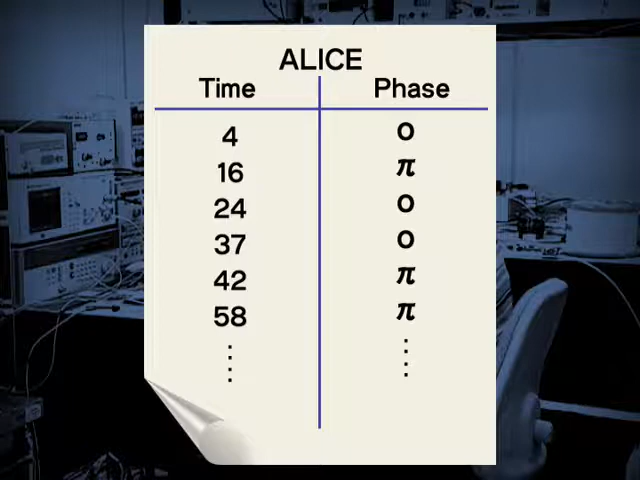 ALICE
Time Phase
4 0
16 π
24 0
37 0
42 π
58 π